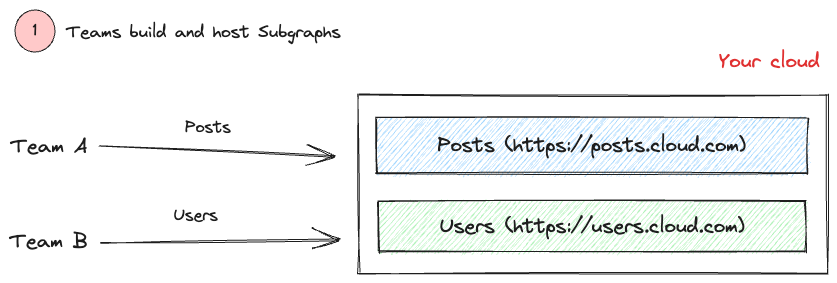 1
Teams build and host Subgraphs
Your cloud
Posts
Team A
Posts (https://posts.cloud.com)
Users
Team B
Users (https://users.cloud.com)